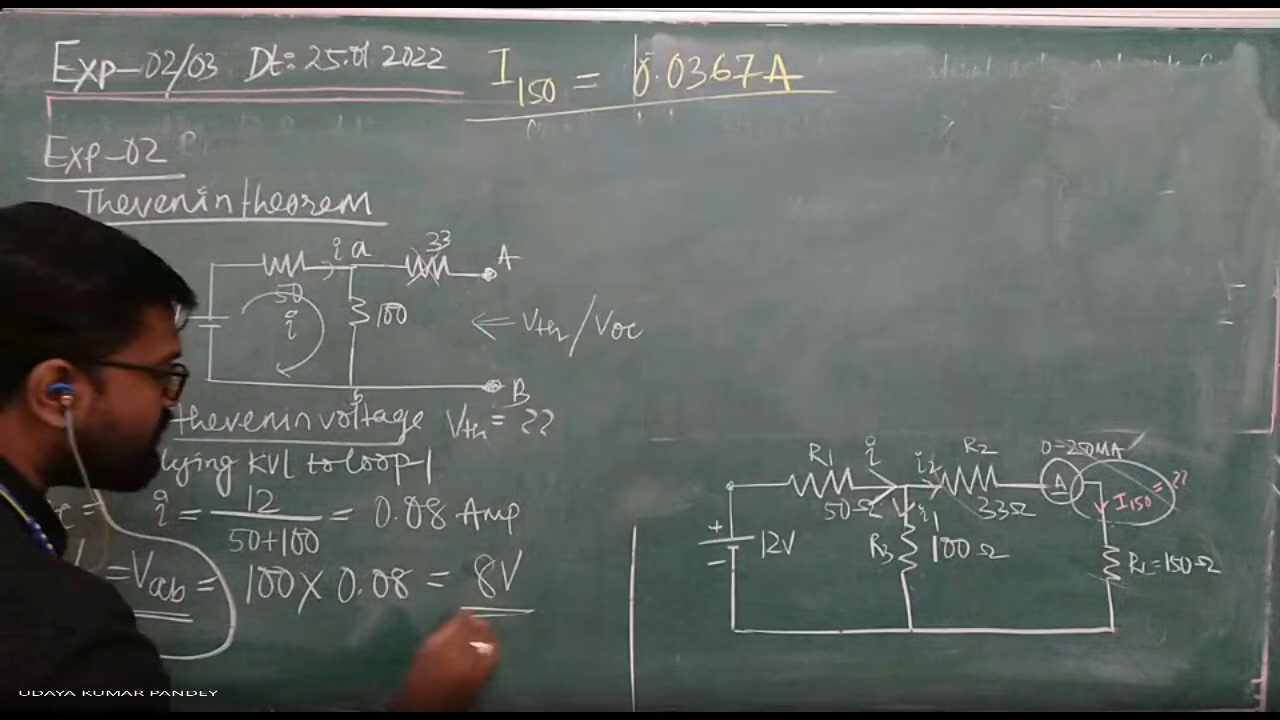 Exp-02/03 Dt: 25.01 2022
I150 = 0.0367A
Exp-02
Thevenin theorem
i a 33 A
50
i
100
← Vth/Voc
b B
thevenin voltage Vth = ??
lying KVL to loop-1
i = 12 / 50+100 = 0.08 Amp
= Vab = 100 x 0.08 = 8V
R1 i i2 R2 0-250MA
50Ω 33Ω A I150 = ??
i1
+
12V
-
R3 100Ω
RL=150Ω
UDAYA KUMAR PANDEY